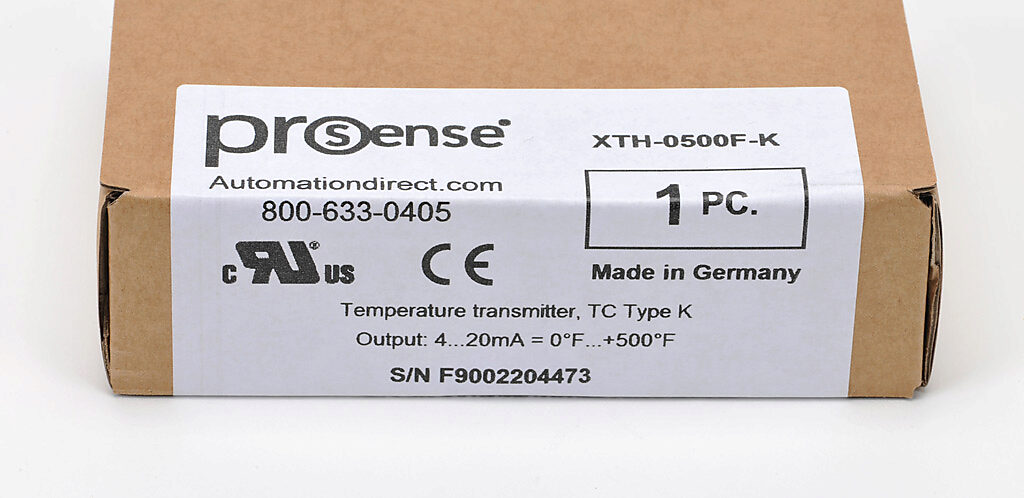 prosense®
XTH-0500F-K
Automationdirect.com
1 PC.
800-633-0405
c RU® US
CE
Made in Germany
Temperature transmitter, TC Type K
Output: 4...20mA = 0°F...+500°F
S/N F9002204473